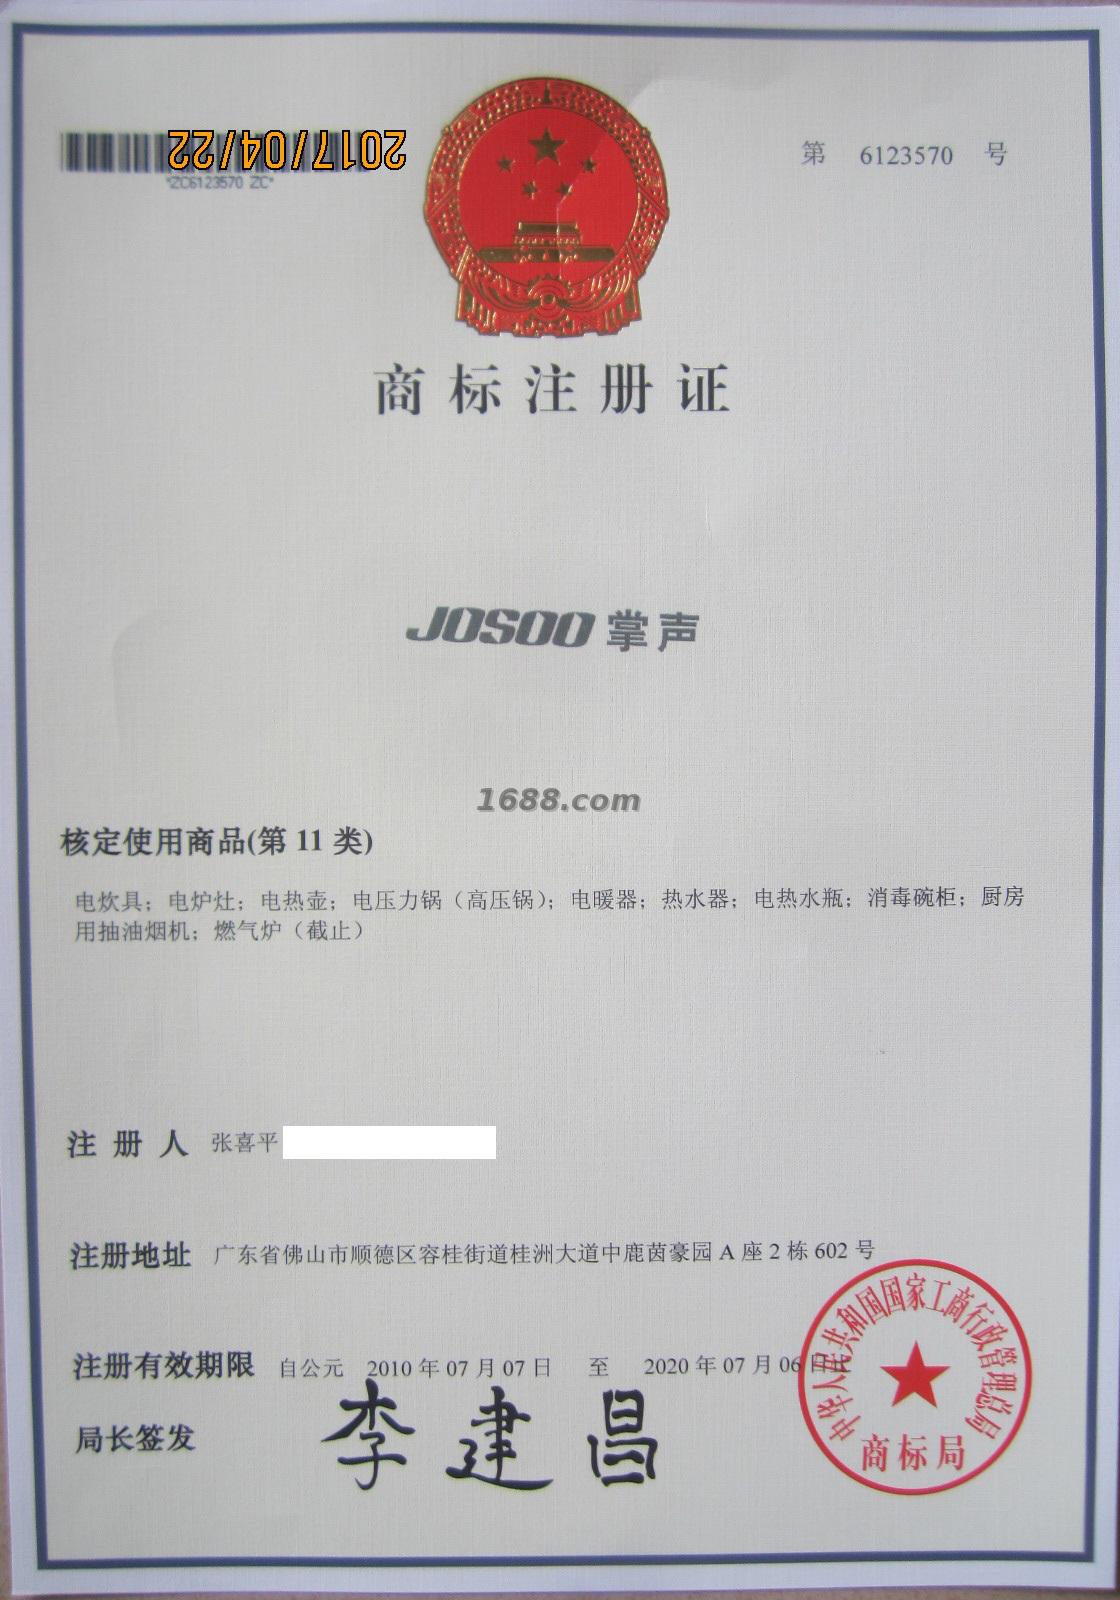 2017/04/22
*ZC6123570 ZC*
第 6123570 号
商标注册证
JOSOO 掌声
1688.com
核定使用商品(第 11 类)
电炊具；电炉灶；电热壶；电压力锅（高压锅）；电暖器；热水器；电热水瓶；消毒碗柜；厨房
用抽油烟机；燃气炉（截止）
注册人 张喜平
注册地址 广东省佛山市顺德区容桂街道桂洲大道中鹿茵豪园 A 座 2 栋 602 号
注册有效期限 自公元 2010 年 07 月 07 日 至 2020 年 07 月 06 日止
局长签发 李建昌
中华人民共和国国家工商行政管理总局
商标局